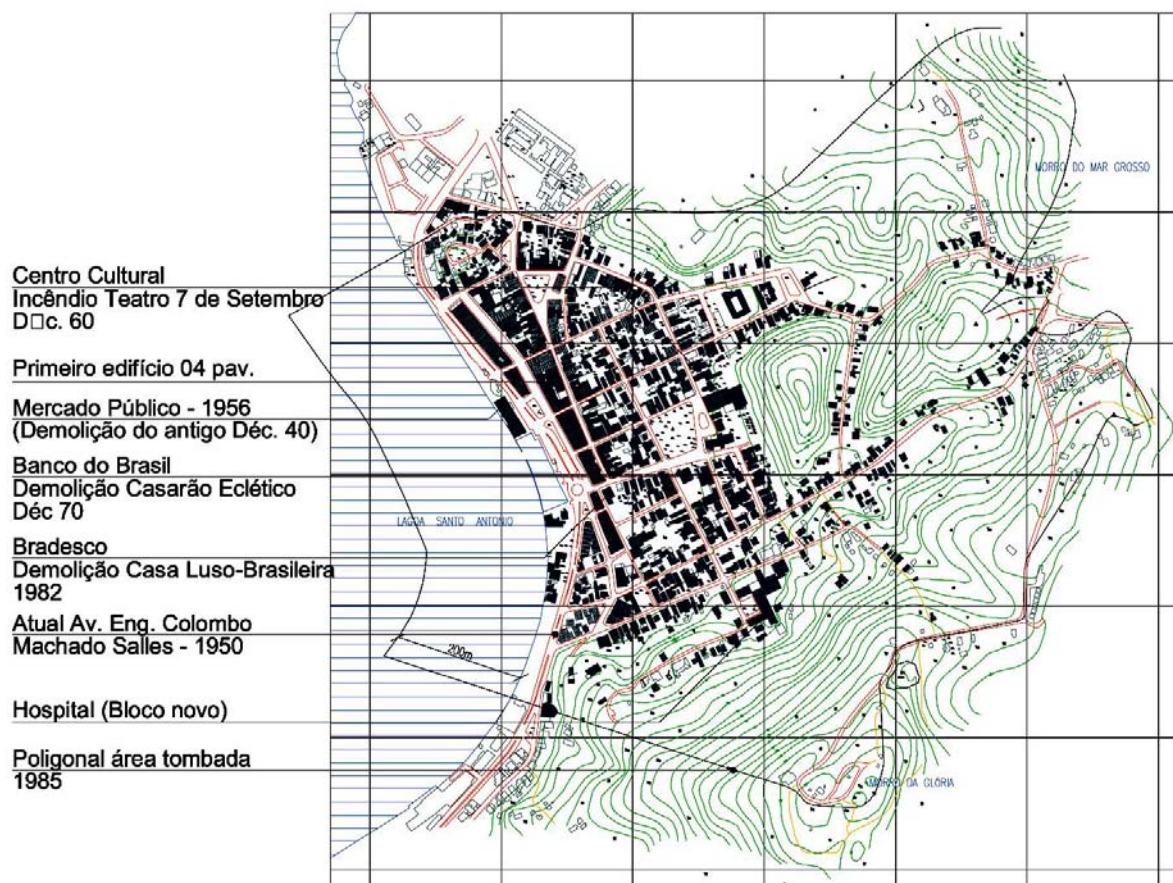 Centro Cultural
Incêndio Teatro 7 de Setembro
D□c. 60
Primeiro edifício 04 pav.
Mercado Público - 1956
(Demolição do antigo Déc. 40)
Banco do Brasil
Demolição Casarão Eclético
Déc 70
Bradesco
Demolição Casa Luso-Brasileira
1982
Atual Av. Eng. Colombo
Machado Salles - 1950
Hospital (Bloco novo)
Poligonal área tombada
1985
MORRO DO MAR GROSSO
LAGOA SANTO ANTONIO
200m
MORRO DA GLÓRIA